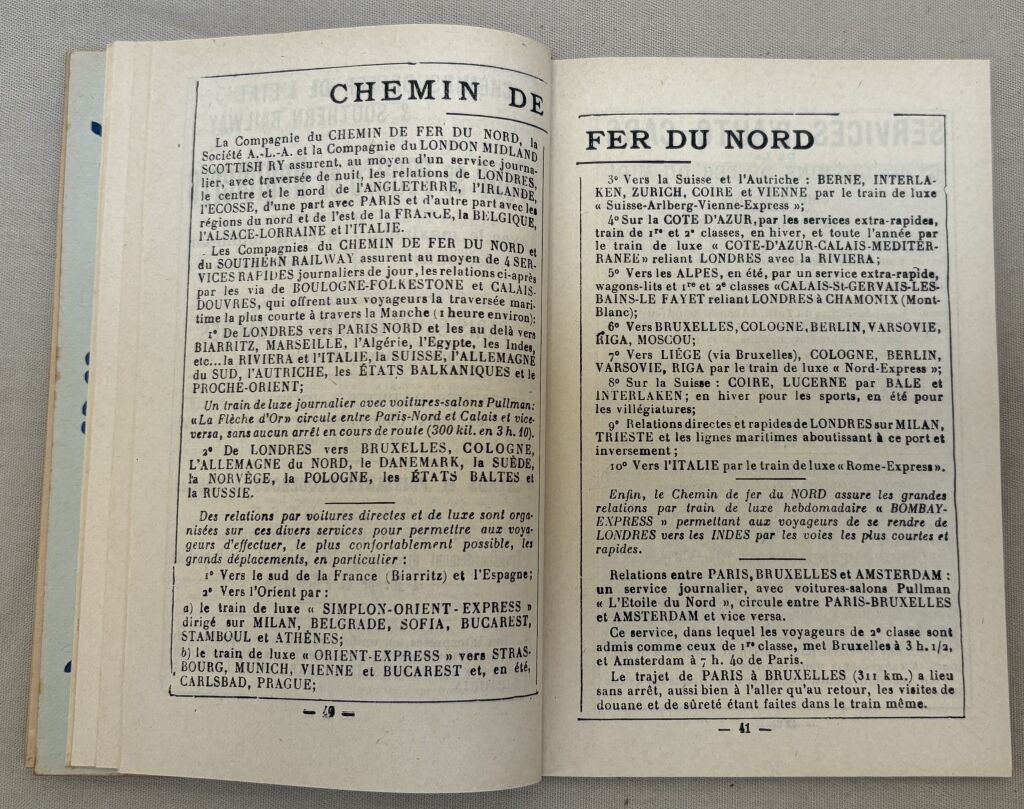 CHEMIN DE
La Compagnie du CHEMIN DE FER DU NORD, la
Société A.-L.-A. et la Compagnie du LONDON MIDLAND
SCOTTISH RY assurent, au moyen d'un service journa-
lier, avec traversée de nuit, les relations de LONDRES,
le centre et le nord de l'ANGLETERRE, l'IRLANDE,
l'ECOSSE, d'une part avec PARIS et d'autre part avec les
régions du nord et de l'est de la FRANCE, la BELGIQUE,
l'ALSACE-LORRAINE et l'ITALIE.
Les Compagnies du CHEMIN DE FER DU NORD et
du SOUTHERN RAILWAY assurent au moyen de 4 SER-
VICES RAPIDES journaliers de jour, les relations ci-après
par les via de BOULOGNE-FOLKESTONE et CALAIS-
DOUVRES, qui offrent aux voyageurs la traversée mari-
time la plus courte à travers la Manche (1 heure environ):
1º De LONDRES vers PARIS NORD et les au delà vers
BIARRITZ, MARSEILLE, l'Algérie, l'Egypte, les Indes,
etc... la RIVIERA et l'ITALIE, la SUISSE, l'ALLEMAGNE
du SUD, l'AUTRICHE, les ÉTATS BALKANIQUES et le
PROCHE-ORIENT;
Un train de luxe journalier avec voitures-salons Pullman:
«La Flèche d'Or» circule entre Paris-Nord et Calais et vice-
versa, sans aucun arrêt en cours de route (300 kil. en 3 h. 10).
2º De LONDRES vers BRUXELLES, COLOGNE,
L'ALLEMAGNE du NORD, le DANEMARK, la SUÈDE,
la NORVÈGE, la POLOGNE, les ÉTATS BALTES et
la RUSSIE.
Des relations par voitures directes et de luxe sont orga-
nisées sur ces divers services pour permettre aux voya-
geurs d'effectuer, le plus confortablement possible, les
grands déplacements, en particulier :
1º Vers le sud de la France (Biarritz) et l'Espagne;
2º Vers l'Orient par :
a) le train de luxe « SIMPLON-ORIENT-EXPRESS »
dirigé sur MILAN, BELGRADE, SOFIA, BUCAREST,
STAMBOUL et ATHÈNES;
b) le train de luxe « ORIENT-EXPRESS » vers STRAS-
BOURG, MUNICH, VIENNE et BUCAREST et, en été,
CARLSBAD, PRAGUE;
— 40 —
FER DU NORD
3º Vers la Suisse et l'Autriche : BERNE, INTERLA-
KEN, ZURICH, COIRE et VIENNE par le train de luxe
« Suisse-Arlberg-Vienne-Express »;
4º Sur la COTE D'AZUR, par les services extra-rapides,
train de 1re et 2e classes, en hiver, et toute l'année par
le train de luxe « COTE-D'AZUR-CALAIS-MEDITER-
RANEE» reliant LONDRES avec la RIVIERA;
5º Vers les ALPES, en été, par un service extra-rapide,
wagons-lits et 1re et 2e classes «CALAIS-St-GERVAIS-LES-
BAINS-LE FAYET reliant LONDRES à CHAMONIX (Mont-
Blanc);
6º Vers BRUXELLES, COLOGNE, BERLIN, VARSOVIE,
RIGA, MOSCOU;
7º Vers LIÉGE (via Bruxelles), COLOGNE, BERLIN,
VARSOVIE, RIGA par le train de luxe « Nord-Express »;
8º Sur la Suisse : COIRE, LUCERNE par BALE et
INTERLAKEN; en hiver pour les sports, en été pour
les villégiatures;
9º Relations directes et rapides de LONDRES sur MILAN,
TRIESTE et les lignes maritimes aboutissant à ce port et
inversement ;
10º Vers l'ITALIE par le train de luxe « Rome-Express ».
Enfin, le Chemin de fer du NORD assure les grandes
relations par train de luxe hebdomadaire « BOMBAY-
EXPRESS » permettant aux voyageurs de se rendre de
LONDRES vers les INDES par les voies les plus courtes et
rapides.
Relations entre PARIS, BRUXELLES et AMSTERDAM :
un service journalier, avec voitures-salons Pullman
« L'Etoile du Nord », circule entre PARIS-BRUXELLES
et AMSTERDAM et vice versa.
Ce service, dans lequel les voyageurs de 2e classe sont
admis comme ceux de 1re classe, met Bruxelles à 3 h. 1/2,
et Amsterdam à 7 h. 40 de Paris.
Le trajet de PARIS à BRUXELLES (311 km.) a lieu
sans arrêt, aussi bien à l'aller qu'au retour, les visites de
douane et de sûreté étant faites dans le train même.
— 41 —